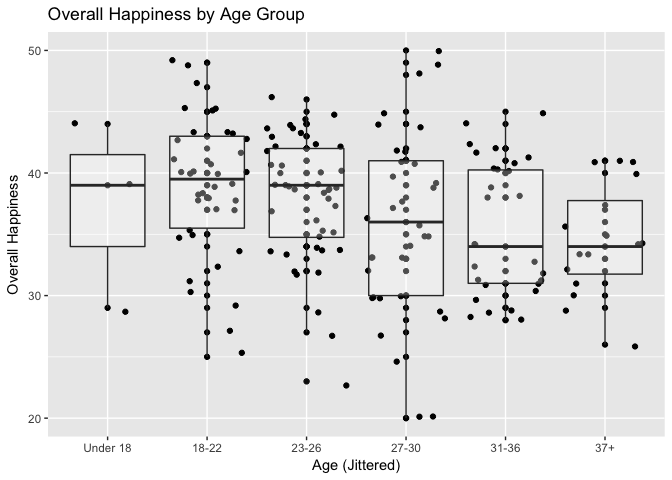 Overall Happiness by Age Group
50
40
30
20
Overall Happiness
Under 18
18-22
23-26
27-30
31-36
37+
Age (Jittered)